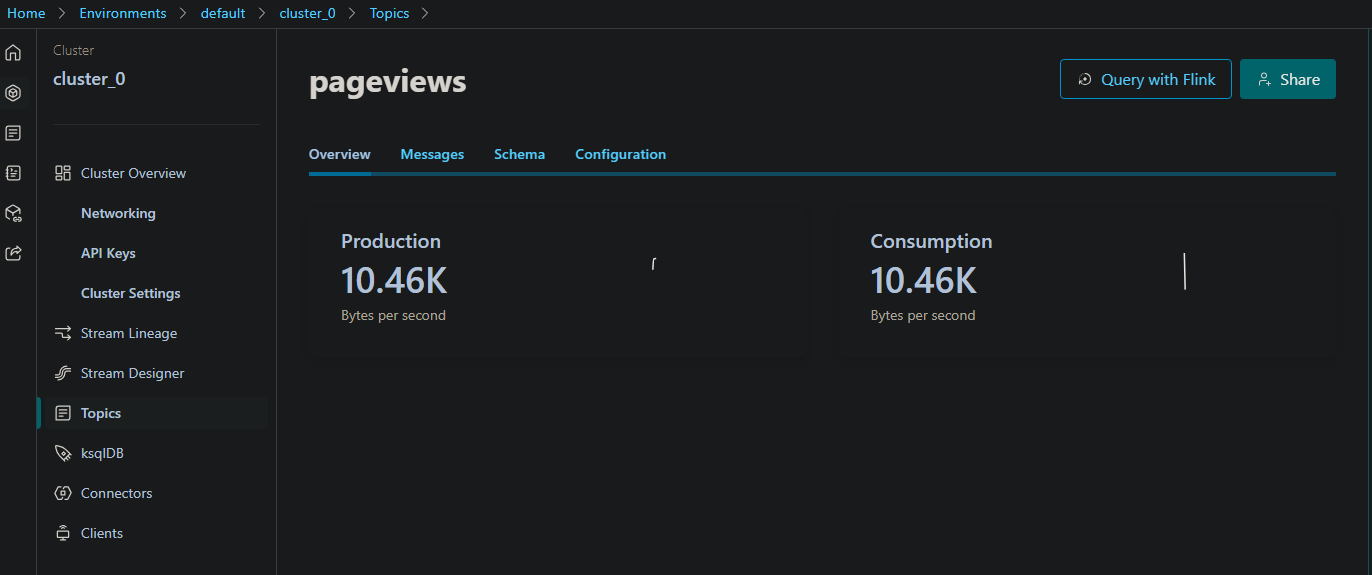 Home > Environments > default > cluster_0 > Topics >
Cluster
cluster_0
Cluster Overview
Networking
API Keys
Cluster Settings
Stream Lineage
Stream Designer
Topics
ksqlDB
Connectors
Clients
pageviews
Query with Flink
Share
Overview Messages Schema Configuration
Production
10.46K
Bytes per second
Consumption
10.46K
Bytes per second